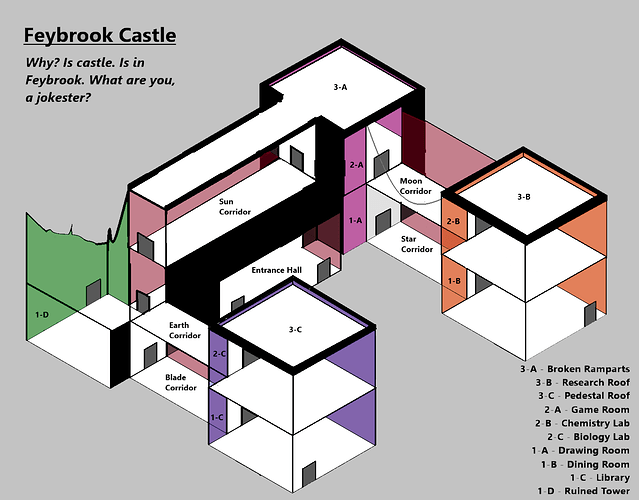 Feybrook Castle
Why? Is castle. Is in
Feybrook. What are you,
a jokester?
3-A
2-A
Moon
Corridor
3-B
Sun
Corridor
1-A
2-B
Star
Corridor
Entrance Hall
1-B
1-D
Earth
Corridor
3-C
2-C
Blade
Corridor
1-C
3-A - Broken Ramparts
3-B - Research Roof
3-C - Pedestal Roof
2-A - Game Room
2-B - Chemistry Lab
2-C - Biology Lab
1-A - Drawing Room
1-B - Dining Room
1-C - Library
1-D - Ruined Tower